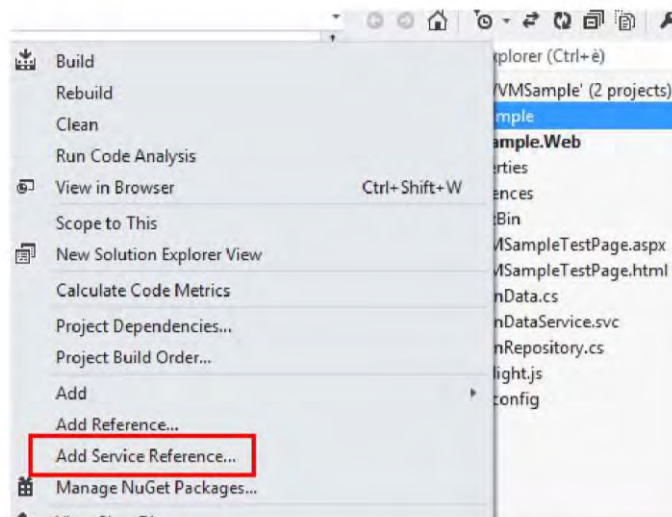 Build
Rebuild
Clean
Run Code Analysis
View in Browser Ctrl+Shift+W
Scope to This
New Solution Explorer View
Calculate Code Metrics
Project Dependencies...
Project Build Order...
Add
Add Reference...
Add Service Reference...
Manage NuGet Packages...
xplorer (Ctrl+è)
VMSample' (2 projects)
mple
ample.Web
erties
ences
tBin
MSampleTestPage.aspx
MSampleTestPage.html
nData.cs
nDataService.svc
nRepository.cs
light.js
config